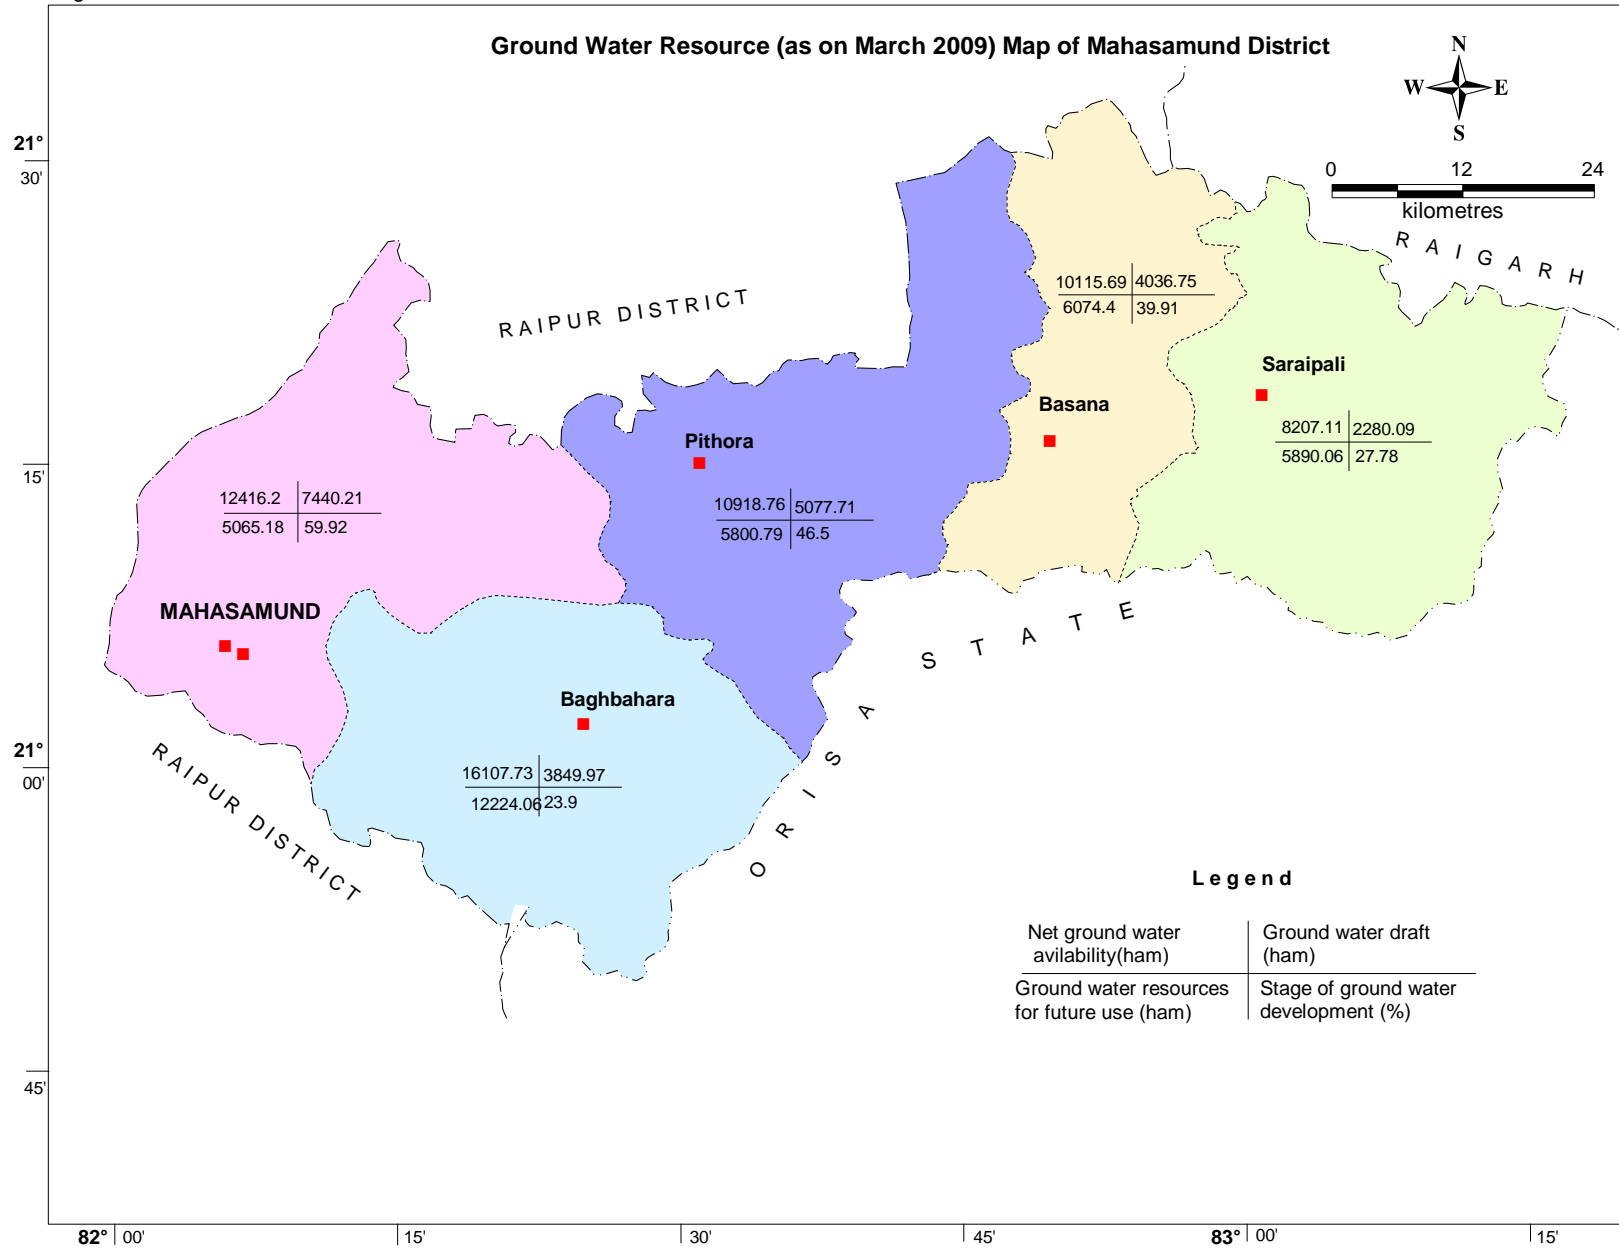 Ground Water Resource (as on March 2009) Map of Mahasamund District
N
W E
S
0 12 24
kilometres
21°
30'
15'
21°
00'
45'
RAIGARH
RAIPUR DISTRICT
10115.69 4036.75
6074.4 39.91
Saraipali
Basana
8207.11 2280.09
5890.06 27.78
Pithora
12416.2 7440.21
5065.18 59.92
10918.76 5077.71
5800.79 46.5
MAHASAMUND
ORISA STATE
Baghbahara
16107.73 3849.97
12224.06 23.9
RAIPUR DISTRICT
Legend
Net ground water
avilability(ham)
Ground water draft
(ham)
Ground water resources
for future use (ham)
Stage of ground water
development (%)
82° 00' 15' 30' 45' 83° 00' 15'